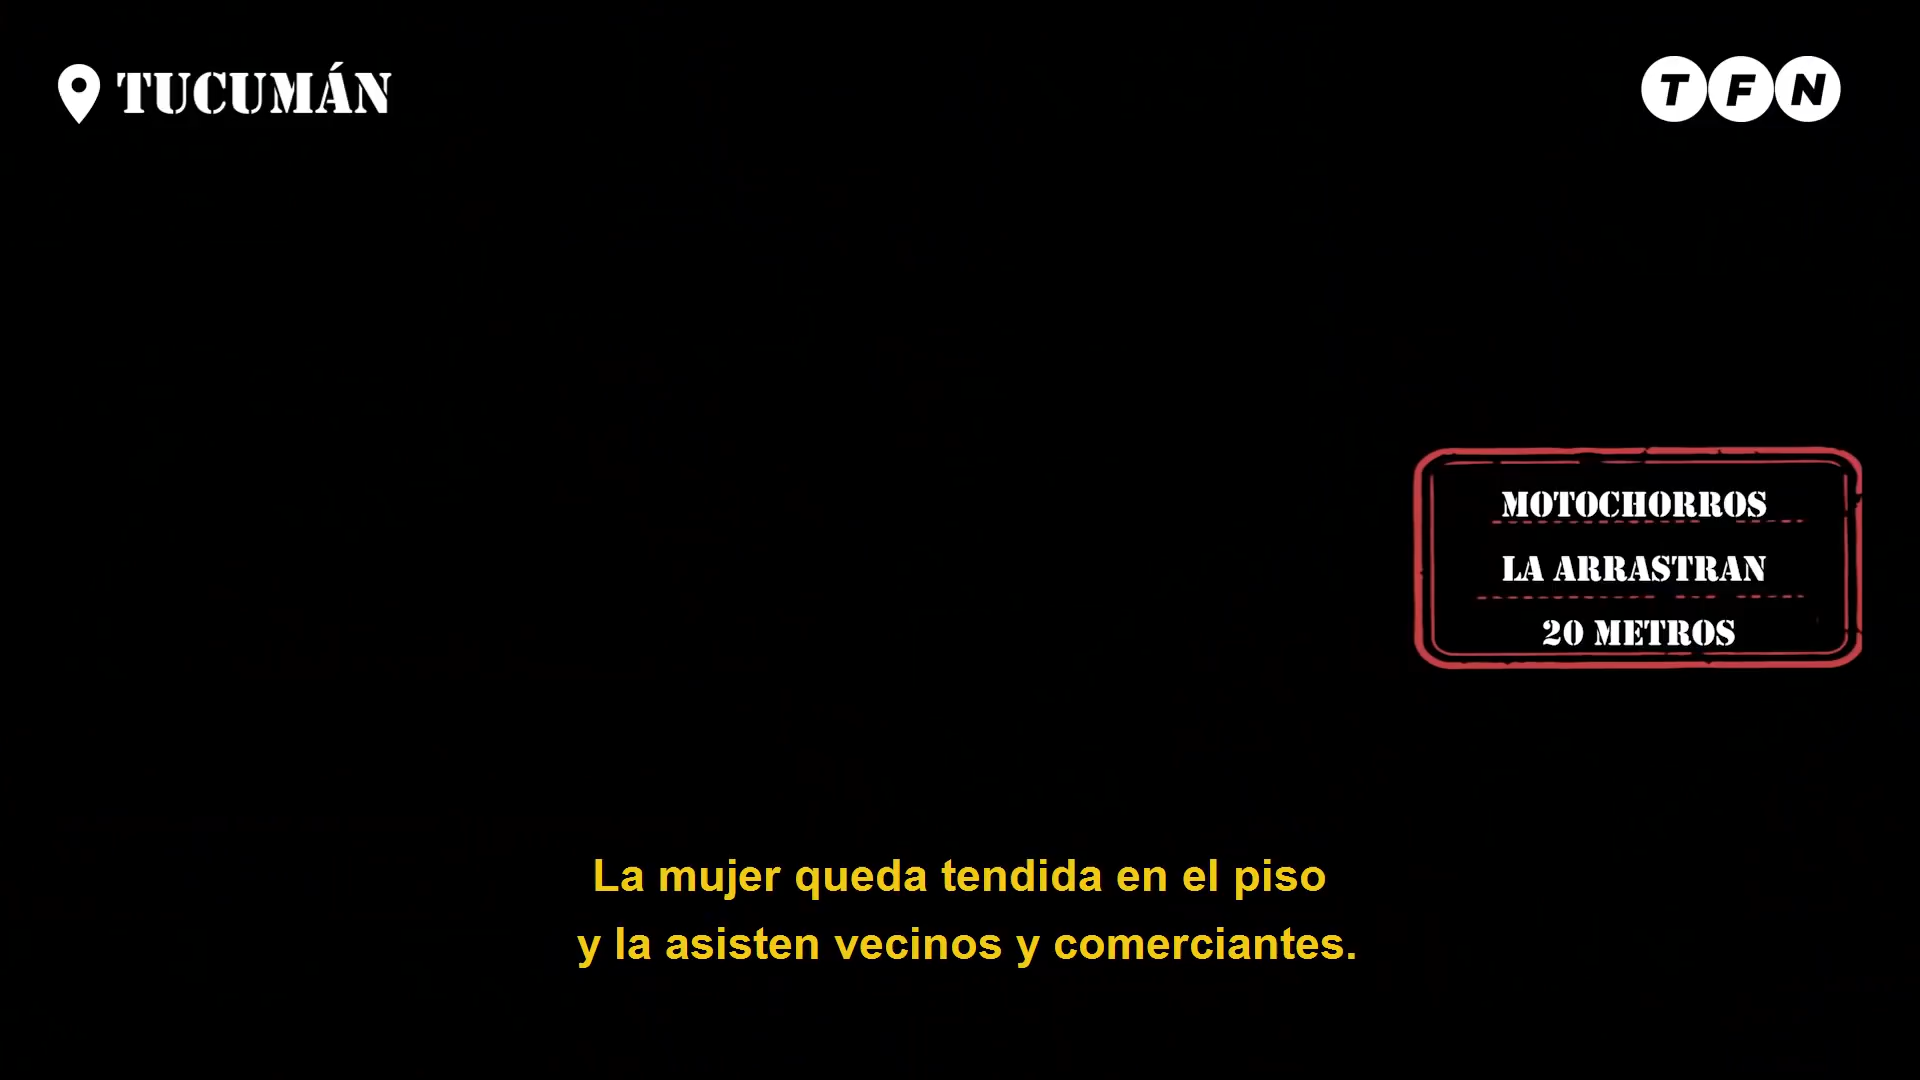 TUCUMÁN
TFN
MOTOCHORROS
LA ARRASTRAN
20 METROS
La mujer queda tendida en el piso
y la asisten vecinos y comerciantes.